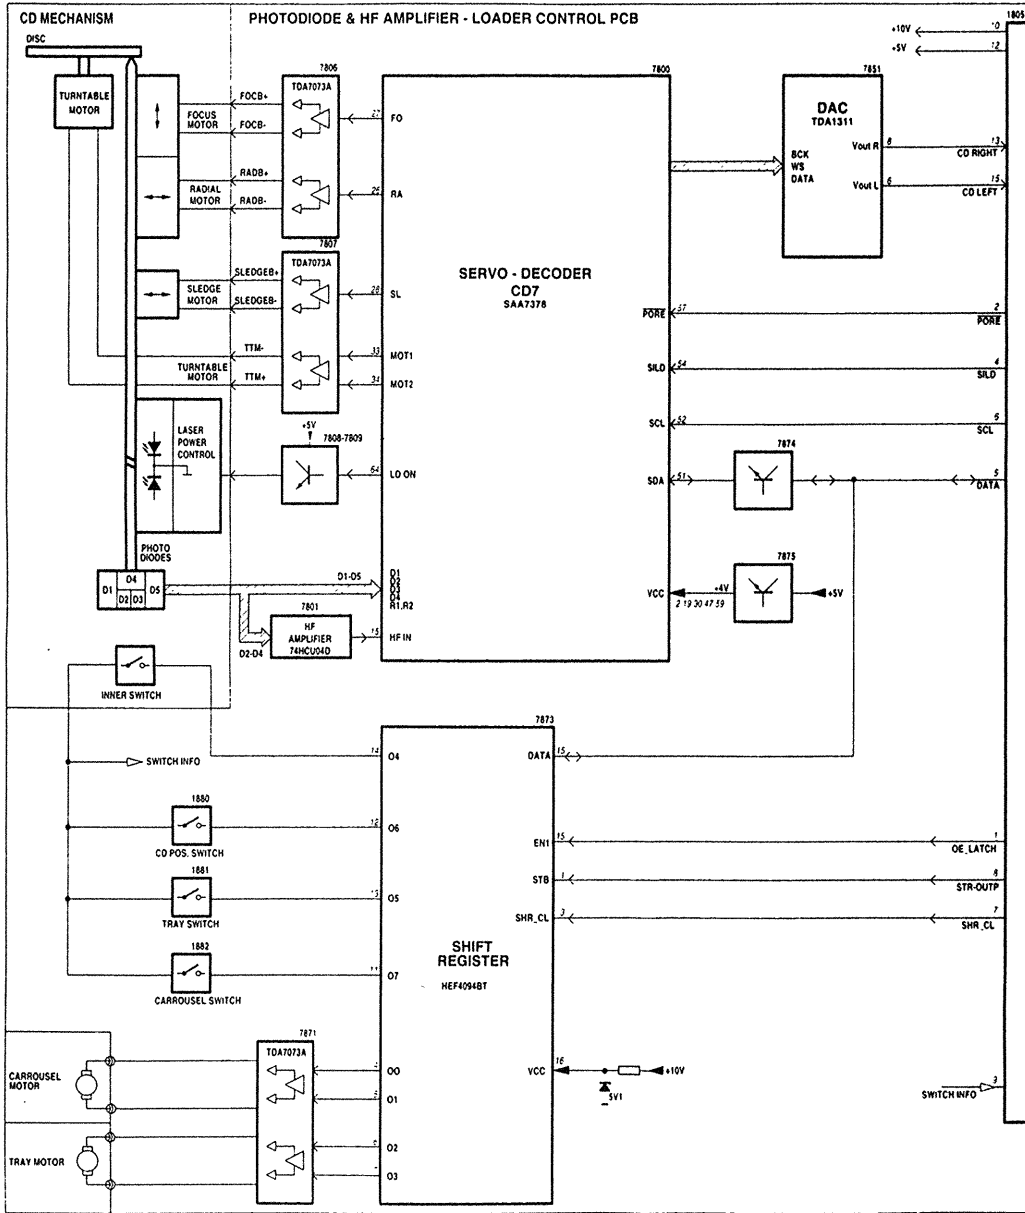 CD MECHANISM
PHOTODIODE & HF AMPLIFIER - LOADER CONTROL PCB
1805
DISC
+10V
10
+5V
12
TURNTABLE
MOTOR
FOCUS
MOTOR
FOCB+
FOCB-
7806
TDA7073A
FO
7800
7851
DAC
TDA1311
BCK
WS
DATA
Vout R
8
13
CD RIGHT
Vout L
6
15
CD LEFT
RADIAL
MOTOR
RADB+
RADB-
RA
7807
TDA7073A
SLEDGEB+
SLEDGE
MOTOR
SLEDGEB-
28
SL
SERVO - DECODER
CD7
SAA7378
TTM-
TURNTABLE
MOTOR
TTM+
33
MOT1
34
MOT2
PORE
37
2
PORE
SILD
54
4
SILD
SCL
52
6
SCL
SDA
51
7874
5
DATA
LASER
POWER
CONTROL
+5V
7808-7809
64
LO ON
PHOTO
DIODES
D1
D4
D2
D3
D5
D1-D5
D1
D2
D3
D4
R1,R2
D2-D4
7801
HF
AMPLIFIER
74HCU04D
15
HF IN
VCC
+4V
2 19 30 47 59
7875
+5V
INNER SWITCH
SWITCH INFO
7873
14
O4
DATA
15
1880
CD POS. SWITCH
12
O6
EN1
15
1
OE_LATCH
1881
TRAY SWITCH
13
O5
STB
1
8
STR-OUTP
SHR_CL
3
7
SHR_CL
1882
CARROUSEL SWITCH
11
O7
SHIFT
REGISTER
HEF4094BT
CARROUSEL
MOTOR
7871
TDA7073A
OO
O1
VCC
16
+10V
5V1
SWITCH INFO
TRAY MOTOR
O2
O3